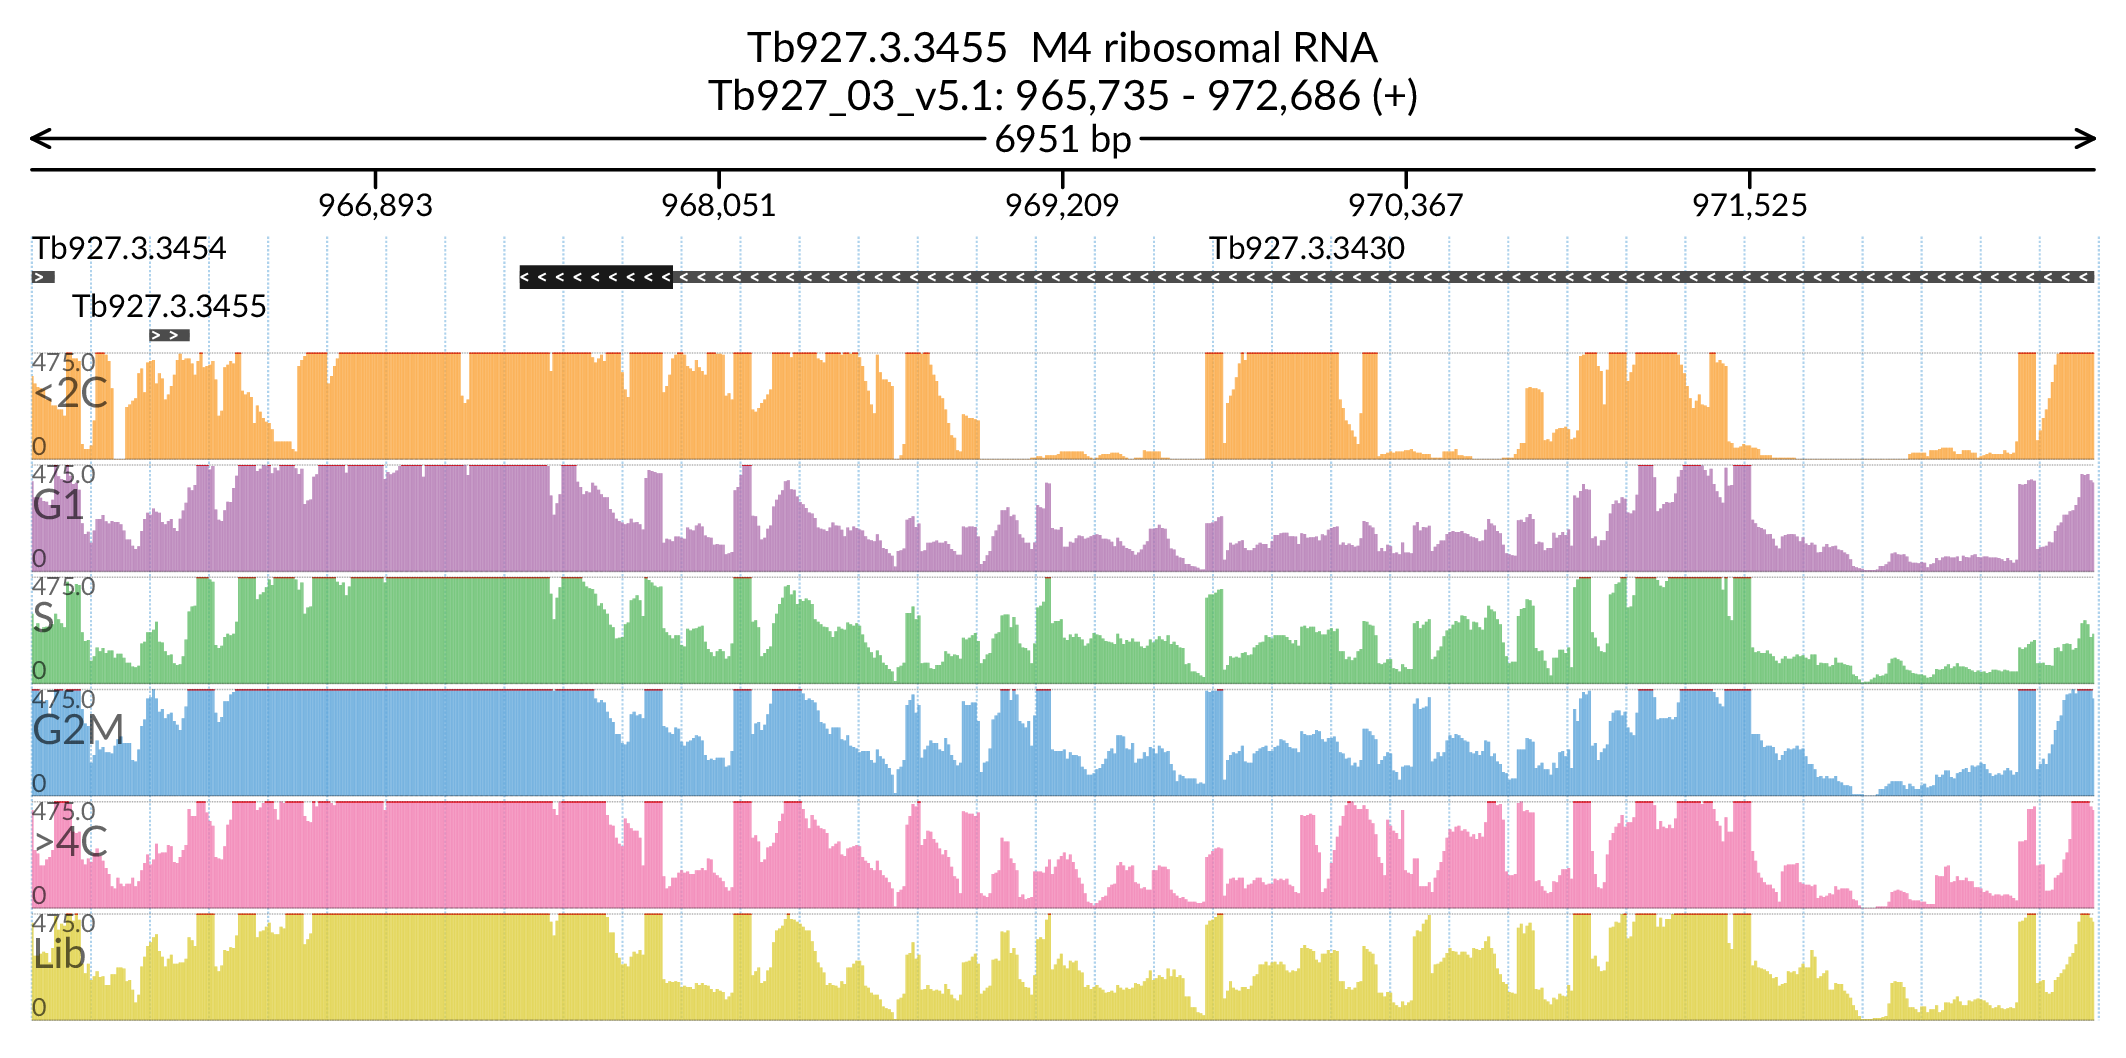 Tb927.3.3455  M4 ribosomal RNA
Tb927_03_v5.1: 965,735 - 972,686 (+)
6951 bp
966,893 968,051 969,209 970,367 971,525
Tb927.3.3454 Tb927.3.3430
Tb927.3.3455
475.0
<2C
0
475.0
G1
0
475.0
S
0
475.0
G2M
0
475.0
>4C
0
475.0
Lib
0